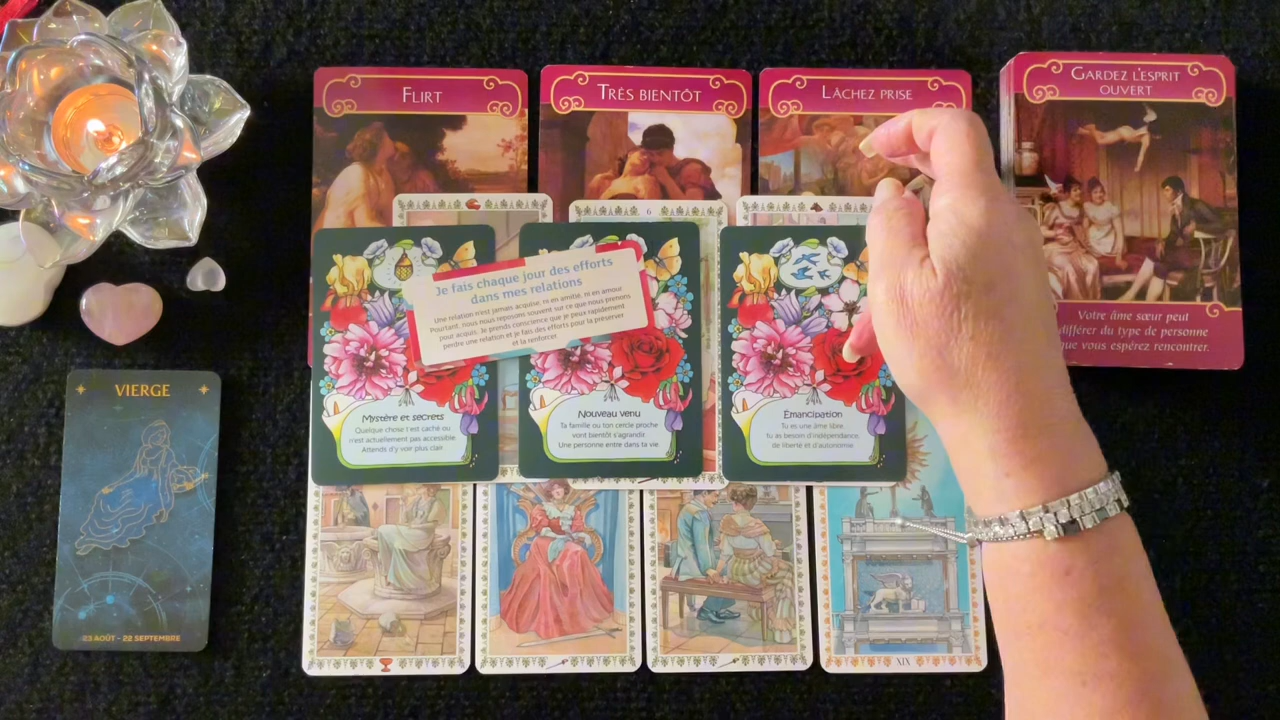 FLIRT
TRÈS BIENTÔT
LÂCHEZ PRISE
GARDEZ L'ESPRIT
OUVERT
Votre âme sœur peut
différer du type de personne
que vous espérez rencontrer.
6
Je fais chaque jour des efforts
dans mes relations
Une relation n'est jamais acquise, ni en amitié, ni en amour
Pourtant, nous nous reposons souvent sur ce que nous prenons
pour acquis. Je prends conscience que je peux rapidement
perdre une relation et je fais des efforts pour la préserver
et la renforcer.
Mystère et secrets
Quelque chose t'est caché ou
n'est actuellement pas accessible
Attends d'y voir plus clair
Nouveau venu
Ta famille ou ton cercle proche
vont bientôt s'agrandir
Une personne entre dans ta vie
Émancipation
Tu es une âme libre
tu as besoin d'indépendance,
de liberté et d'autonomie
VIERGE
23 AOÛT - 22 SEPTEMBRE
XIX